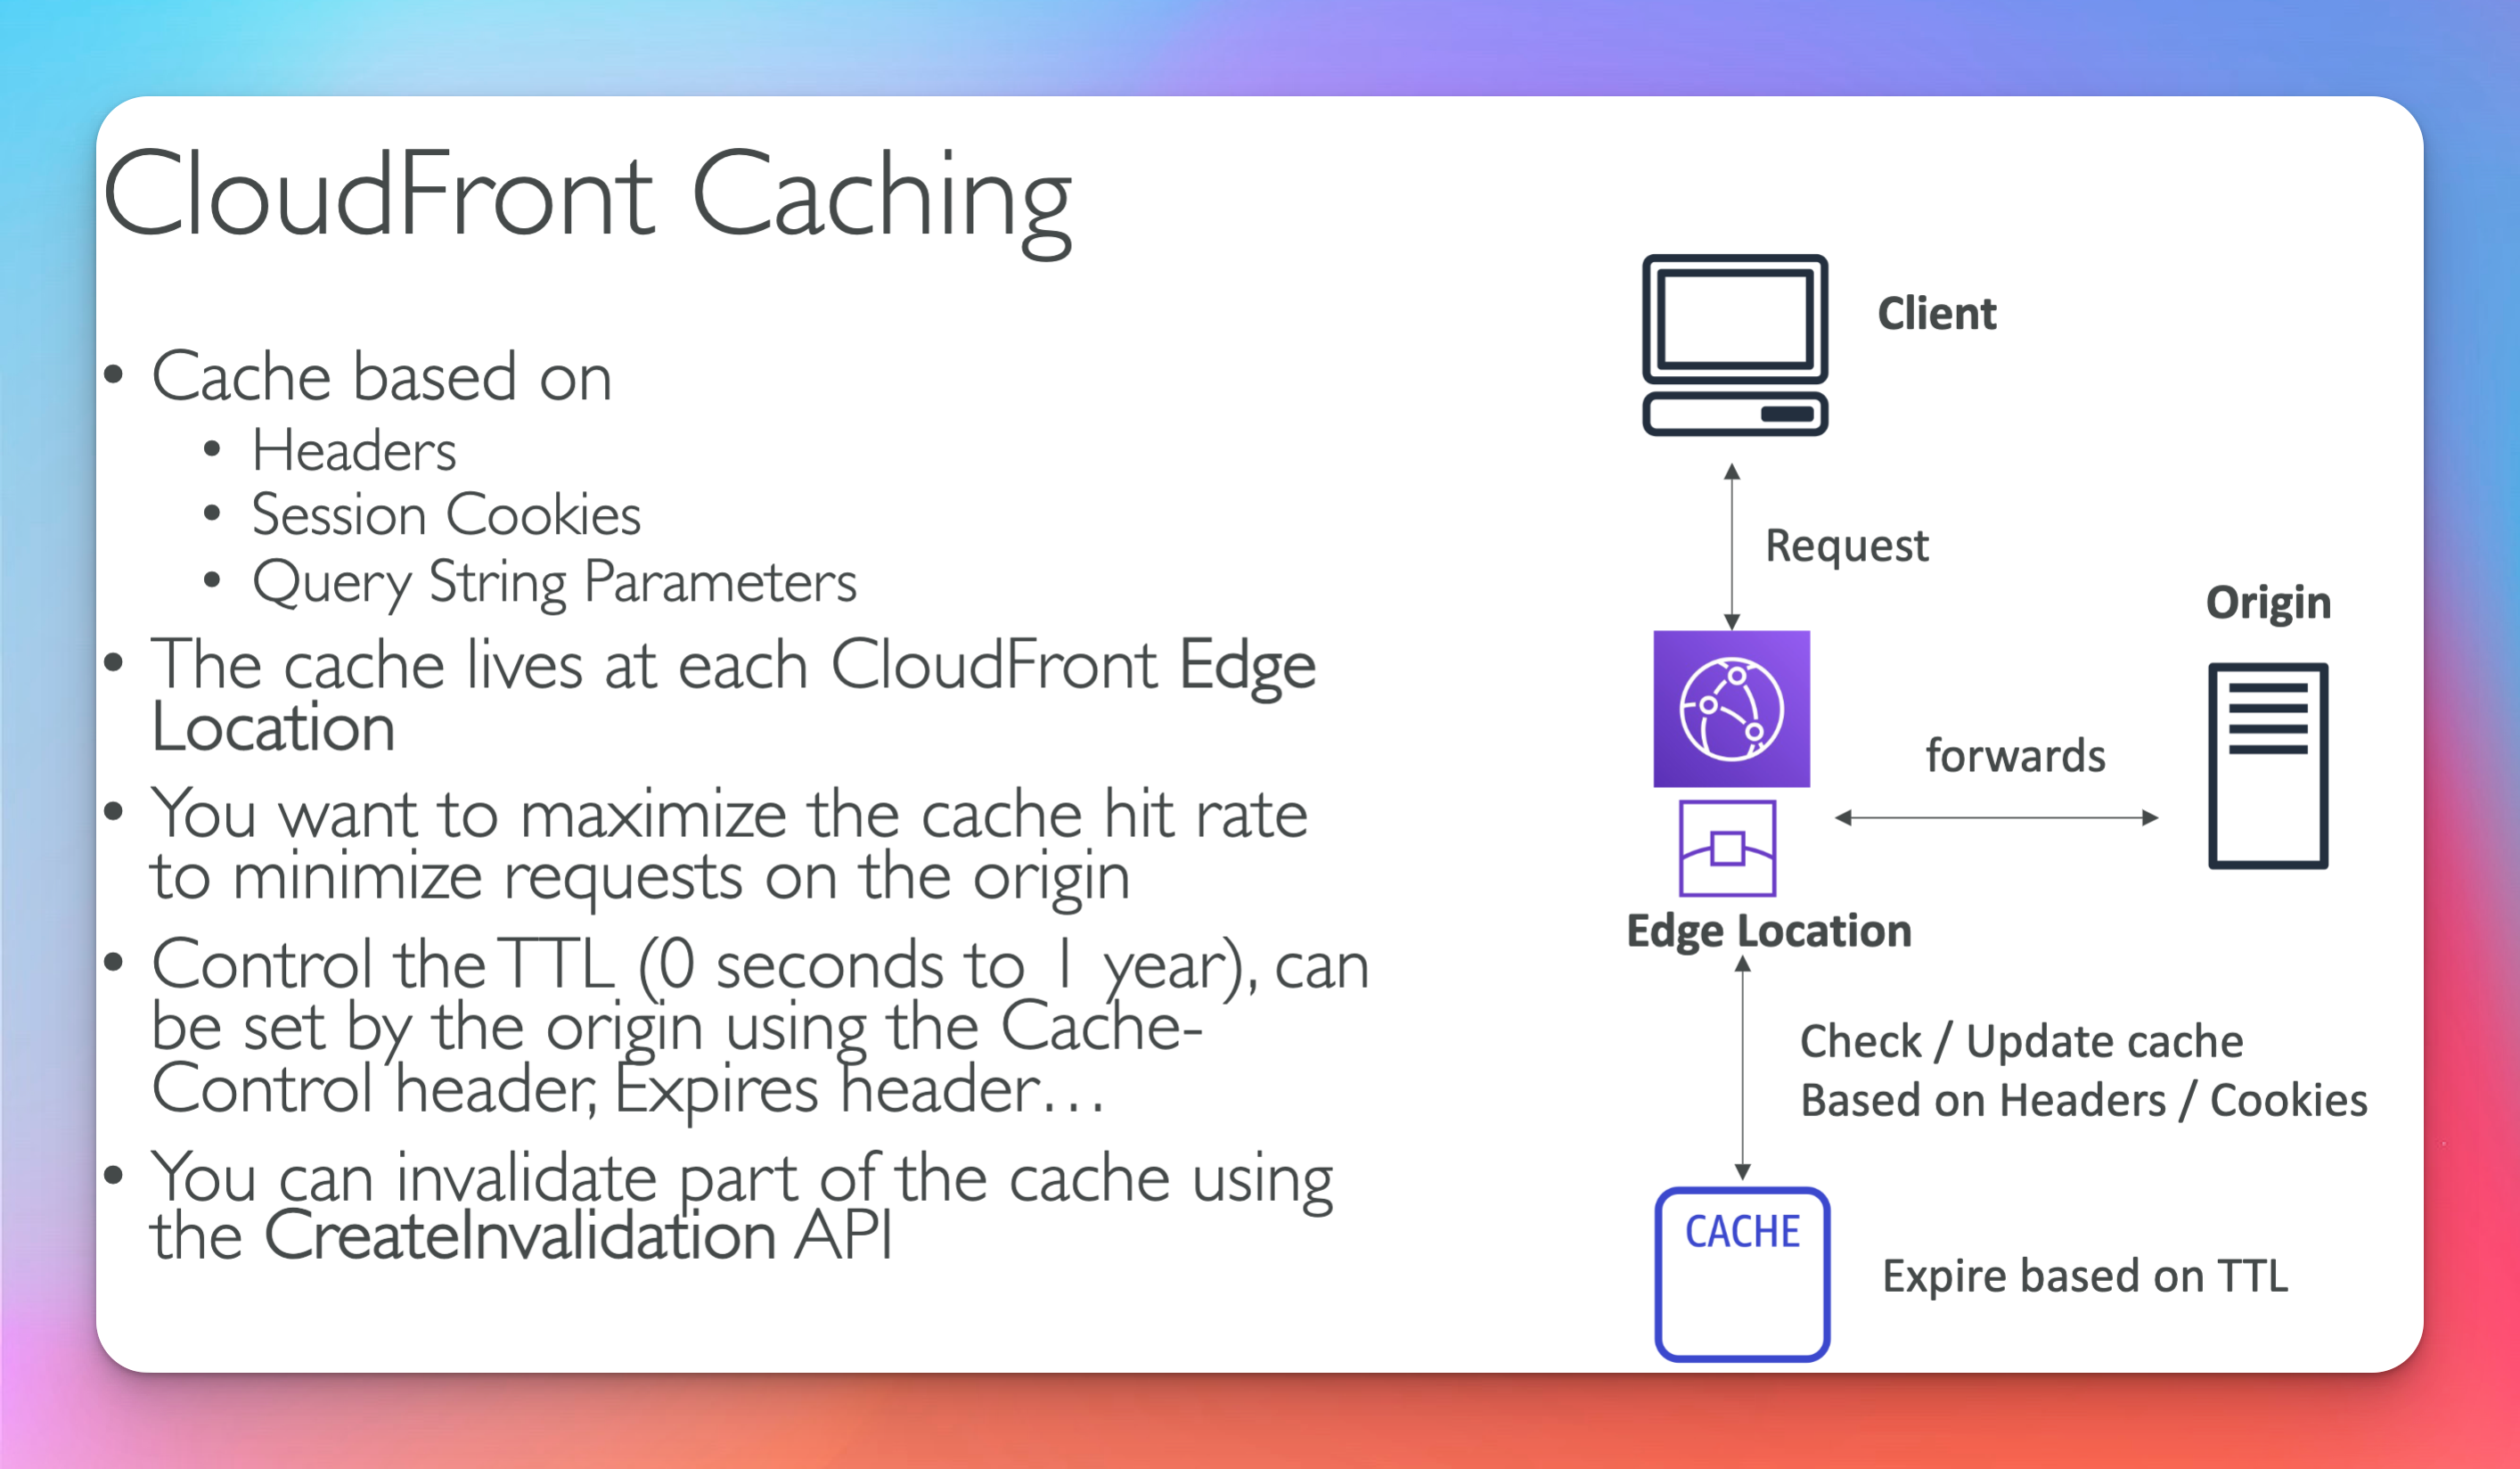 CloudFront Caching
• Cache based on
• Headers
• Session Cookies
• Query String Parameters
• The cache lives at each CloudFront Edge
Location
• You want to maximize the cache hit rate
to minimize requests on the origin
• Control the TTL (0 seconds to 1 year), can
be set by the origin using the Cache-
Control header, Expires header…
• You can invalidate part of the cache using
the CreateInvalidation API
Client
Request
Origin
forwards
Edge Location
Check / Update cache
Based on Headers / Cookies
CACHE
Expire based on TTL